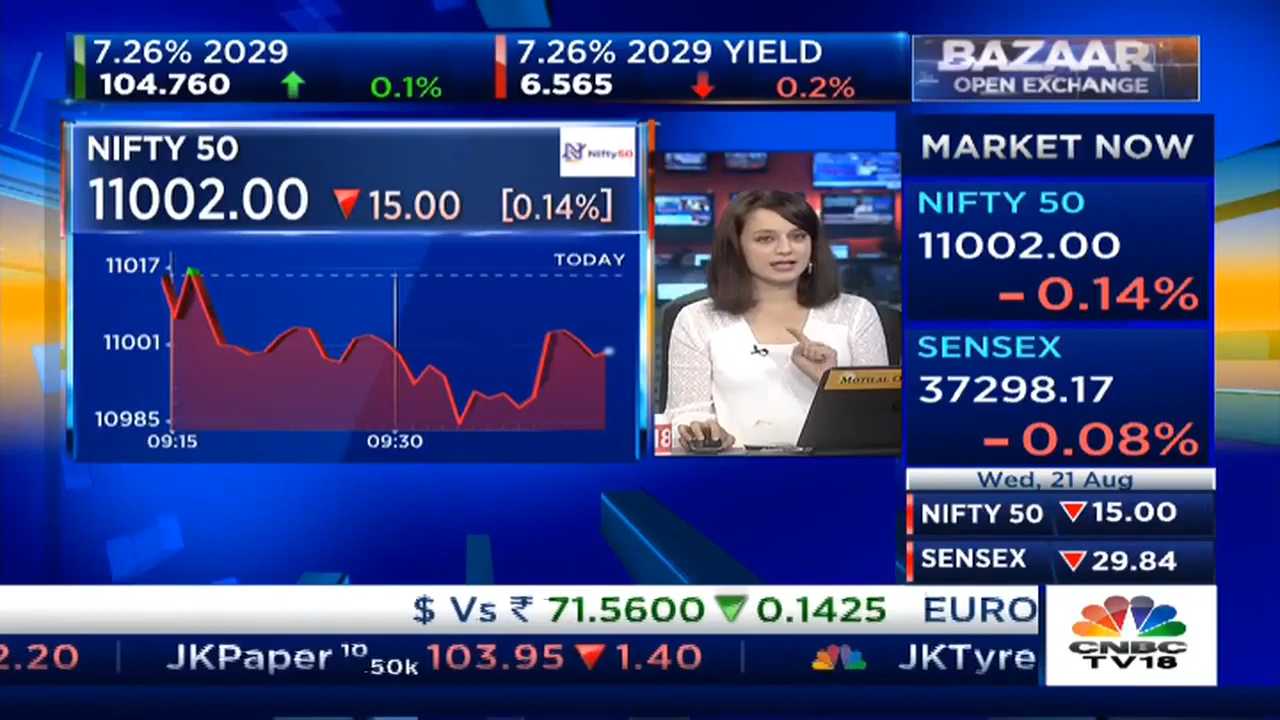 7.26% 2029
104.760 0.1%
7.26% 2029 YIELD
6.565 0.2%
BAZAAR
OPEN EXCHANGE
NIFTY 50
Nifty50
11002.00 15.00 [0.14%]
TODAY
11017
11001
10985
09:15 09:30
MOTILAL O
18
MARKET NOW
NIFTY 50
11002.00
- 0.14%
SENSEX
37298.17
- 0.08%
Wed, 21 Aug
NIFTY 50 15.00
SENSEX 29.84
$ Vs ₹ 71.5600 0.1425 EURO
2.20 JKPaper 10.50k 103.95 1.40 JKTyre
CNBC
TV18